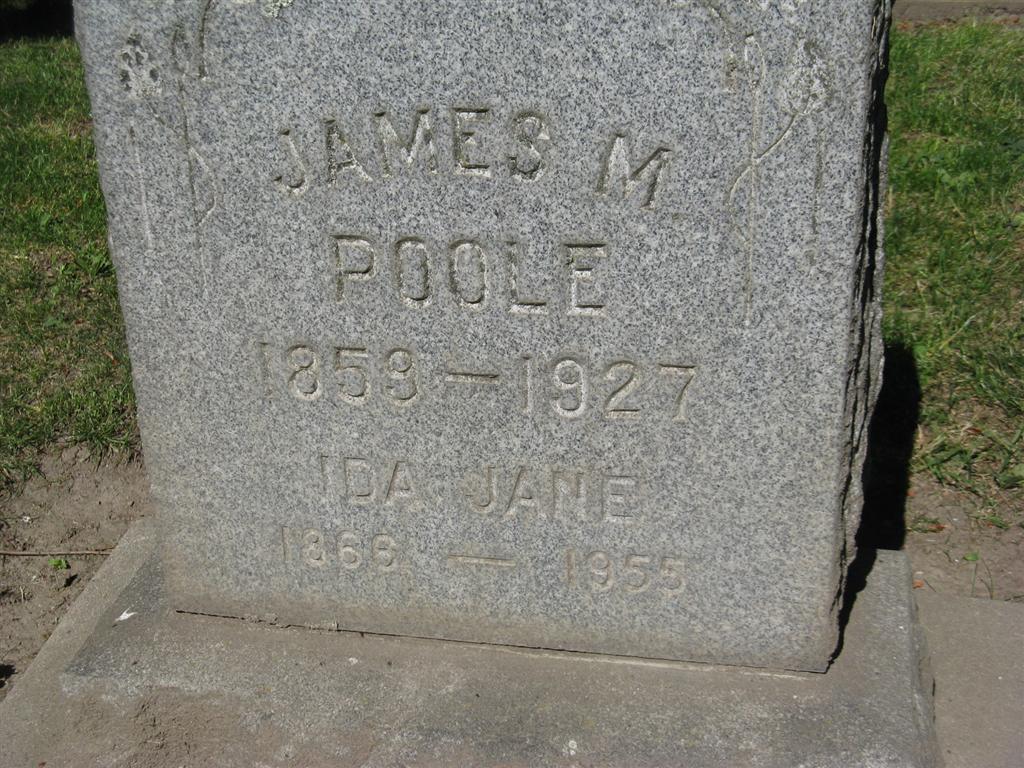 JAMES M.
POOLE
1859 — 1927
IDA JANE
1866 — 1955